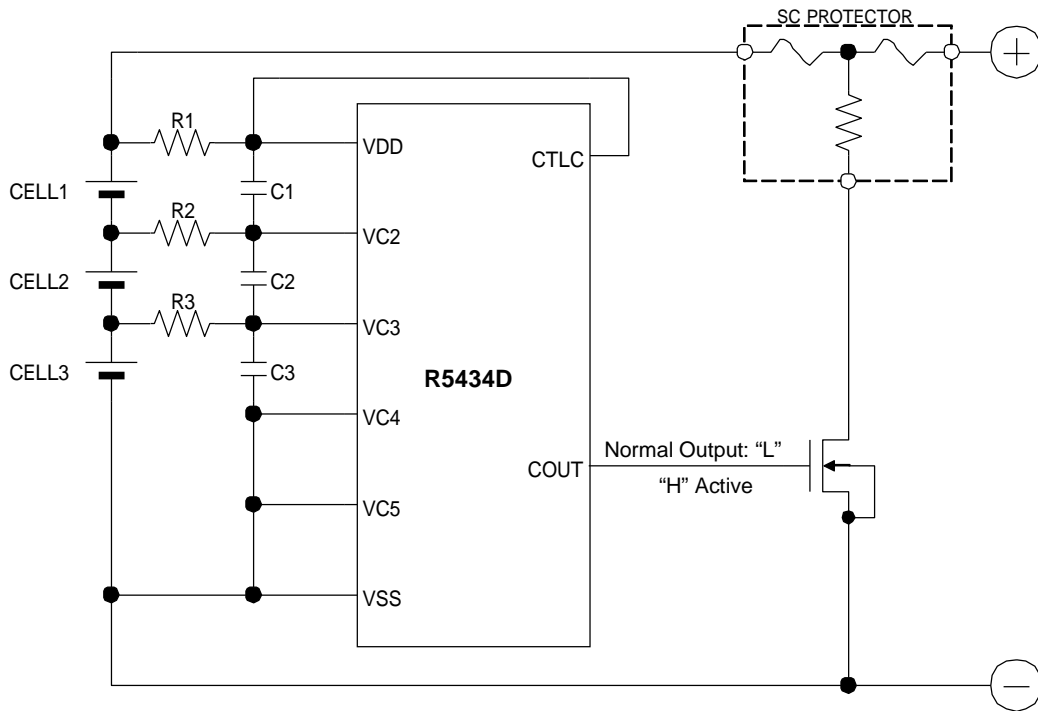 SC PROTECTOR
+
R1
VDD
CTLC
CELL1
C1
R2
VC2
CELL2
C2
R3
VC3
CELL3
C3
R5434D
VC4
Normal Output: “L”
COUT
“H” Active
VC5
VSS
−